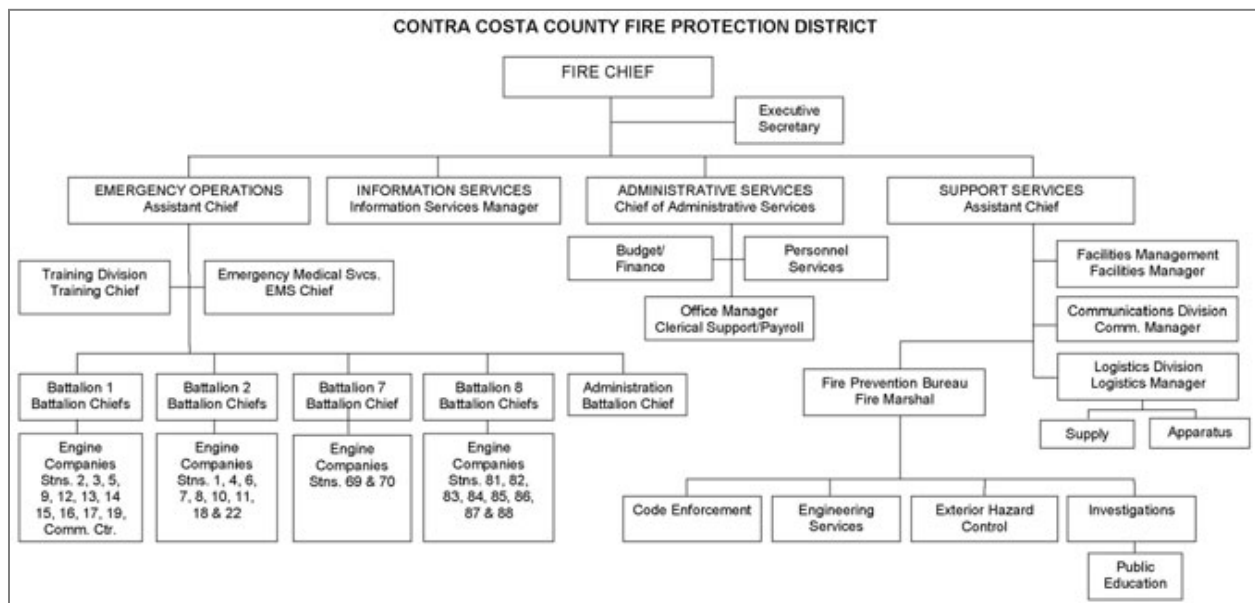 CONTRA COSTA COUNTY FIRE PROTECTION DISTRICT
FIRE CHIEF
Executive
Secretary
EMERGENCY OPERATIONS
Assistant Chief
INFORMATION SERVICES
Information Services Manager
ADMINISTRATIVE SERVICES
Chief of Administrative Services
SUPPORT SERVICES
Assistant Chief
Training Division
Training Chief
Emergency Medical Svcs.
EMS Chief
Budget/
Finance
Personnel
Services
Office Manager
Clerical Support/Payroll
Facilities Management
Facilities Manager
Communications Division
Comm. Manager
Logistics Division
Logistics Manager
Supply
Apparatus
Battalion 1
Battalion Chiefs
Battalion 2
Battalion Chiefs
Battalion 7
Battalion Chief
Battalion 8
Battalion Chiefs
Administration
Battalion Chief
Fire Prevention Bureau
Fire Marshal
Engine
Companies
Stns. 2, 3, 5,
9, 12, 13, 14
15, 16, 17, 19,
Comm. Ctr.
Engine
Companies
Stns. 1, 4, 6,
7, 8, 10, 11,
18 & 22
Engine
Companies
Stns. 69 & 70
Engine
Companies
Stns. 81, 82,
83, 84, 85, 86,
87 & 88
Code Enforcement
Engineering
Services
Exterior Hazard
Control
Investigations
Public
Education